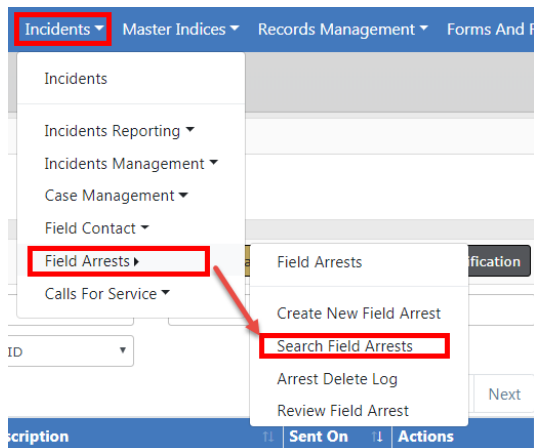 Incidents Master Indices Records Management Forms And
Incidents
Incidents Reporting
Incidents Management
Case Management
Field Contact
Field Arrests
Calls For Service
Field Arrests
Create New Field Arrest
Search Field Arrests
Arrest Delete Log
Review Field Arrest
ification
ID
Next
scription Sent On Actions